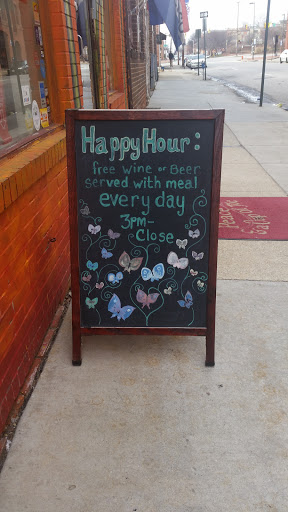 Happy Hour:
free wine or Beer
served with meal
every day
3pm-
Close